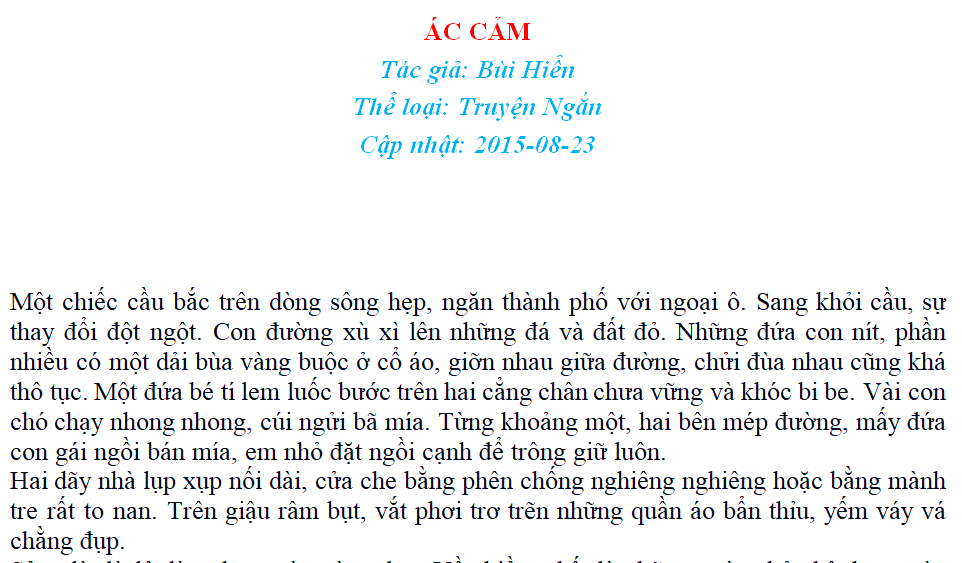 ÁC CẢM
Tác giả: Bùi Hiển
Thể loại: Truyện Ngắn
Cập nhật: 2015-08-23
Một chiếc cầu bắc trên dòng sông hẹp, ngăn thành phố với ngoại ô. Sang khỏi cầu, sự
thay đổi đột ngột. Con đường xù xì lên những đá và đất đỏ. Những đứa con nít, phần
nhiều có một dải bùa vàng buộc ở cổ áo, giỡn nhau giữa đường, chửi đùa nhau cũng khá
thô tục. Một đứa bé tí lem luốc bước trên hai cẳng chân chưa vững và khóc bi be. Vài con
chó chạy nhong nhong, cúi ngửi bã mía. Từng khoảng một, hai bên mép đường, mấy đứa
con gái ngồi bán mía, em nhỏ đặt ngồi cạnh để trông giữ luôn.
Hai dãy nhà lụp xụp nối dài, cửa che bằng phên chống nghiêng nghiêng hoặc bằng mành
tre rất to nan. Trên giậu râm bụt, vắt phơi trơ trẽn những quần áo bẩn thỉu, yếm váy vá
chằng đụp.